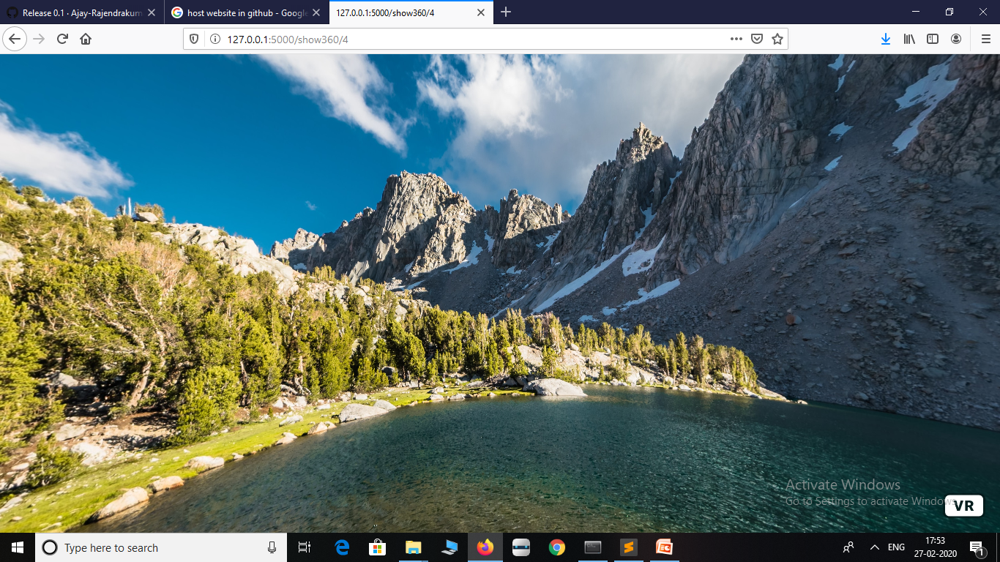 Release 0.1 · Ajay-Rajendrakum
host website in github - Google
127.0.0.1:5000/show360/4
127.0.0.1:5000/show360/4
Activate Windows
Go to Settings to activate Windows.
VR
Type here to search
ENG
17:53
27-02-2020
1